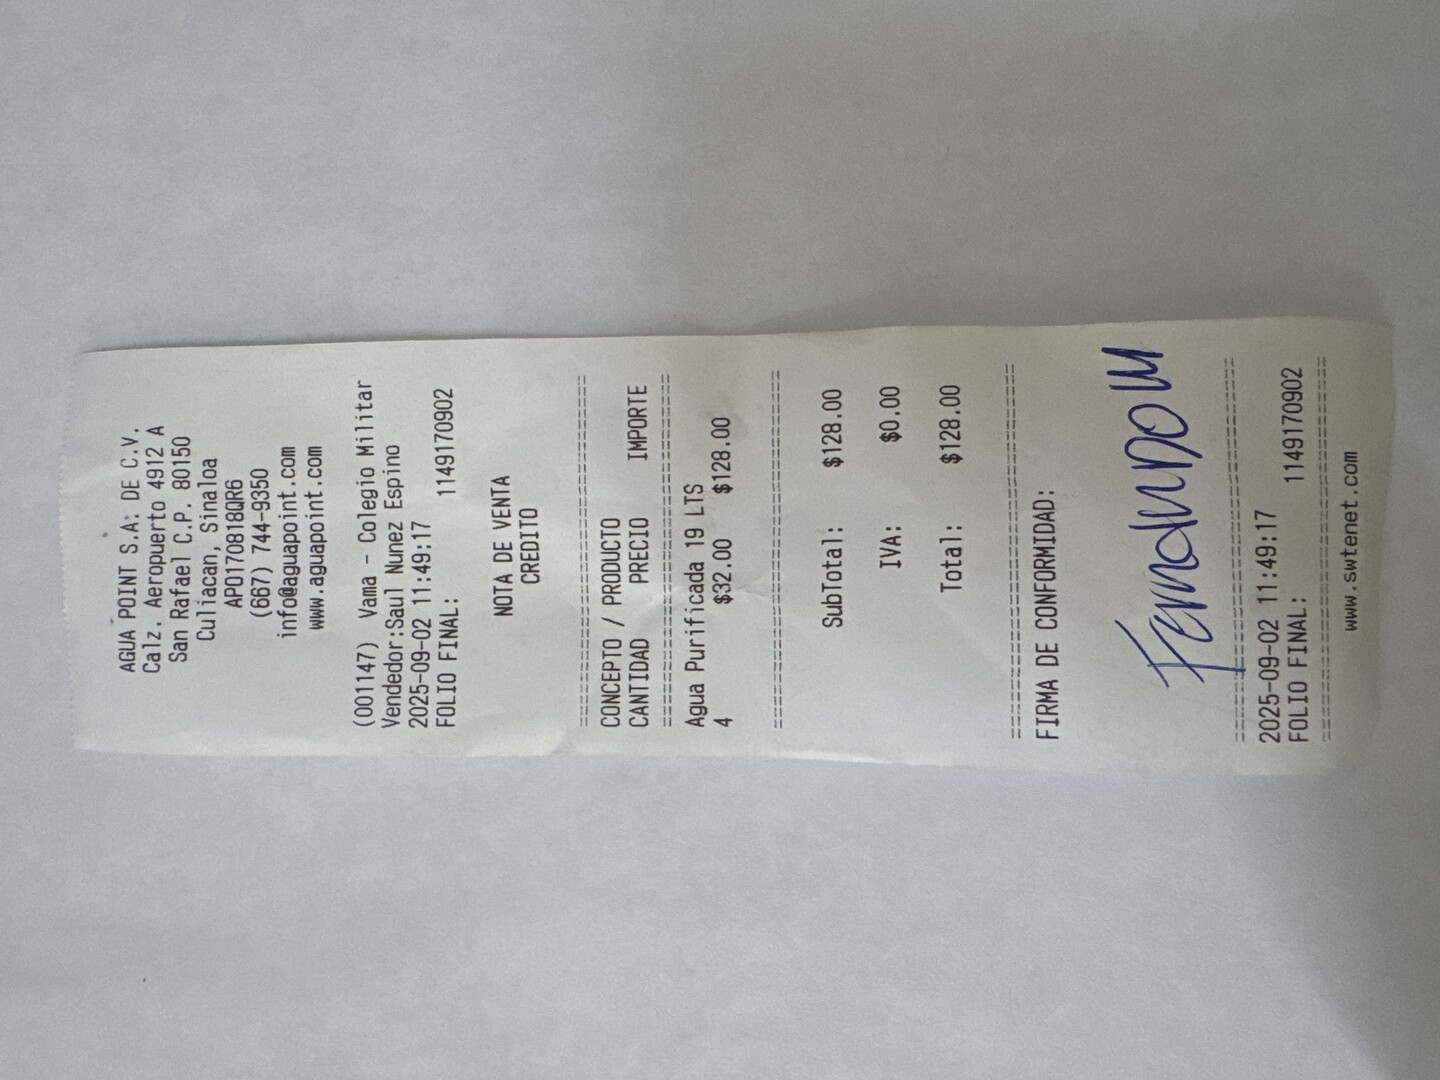 AGUA POINT S.A: DE C.V.
Calz. Aeropuerto 4912 A
San Rafael C.P. 80150
Culiacan, Sinaloa
APO170818QR6
(667) 744-9350
info@aguapoint.com
www.aguapoint.com
(001147) Vama - Colegio Militar
Vendedor:Saul Nunez Espino
2025-09-02 11:49:17
FOLIO FINAL: 1149170902
NOTA DE VENTA
CREDITO
================================
CONCEPTO / PRODUCTO
CANTIDAD PRECIO IMPORTE
================================
Agua Purificada 19 LTS
4 $32.00 $128.00
================================
SubTotal: $128.00
IVA: $0.00
Total: $128.00
================================
FIRMA DE CONFORMIDAD:
================================
2025-09-02 11:49:17
FOLIO FINAL: 1149170902
================================
www.swtenet.com